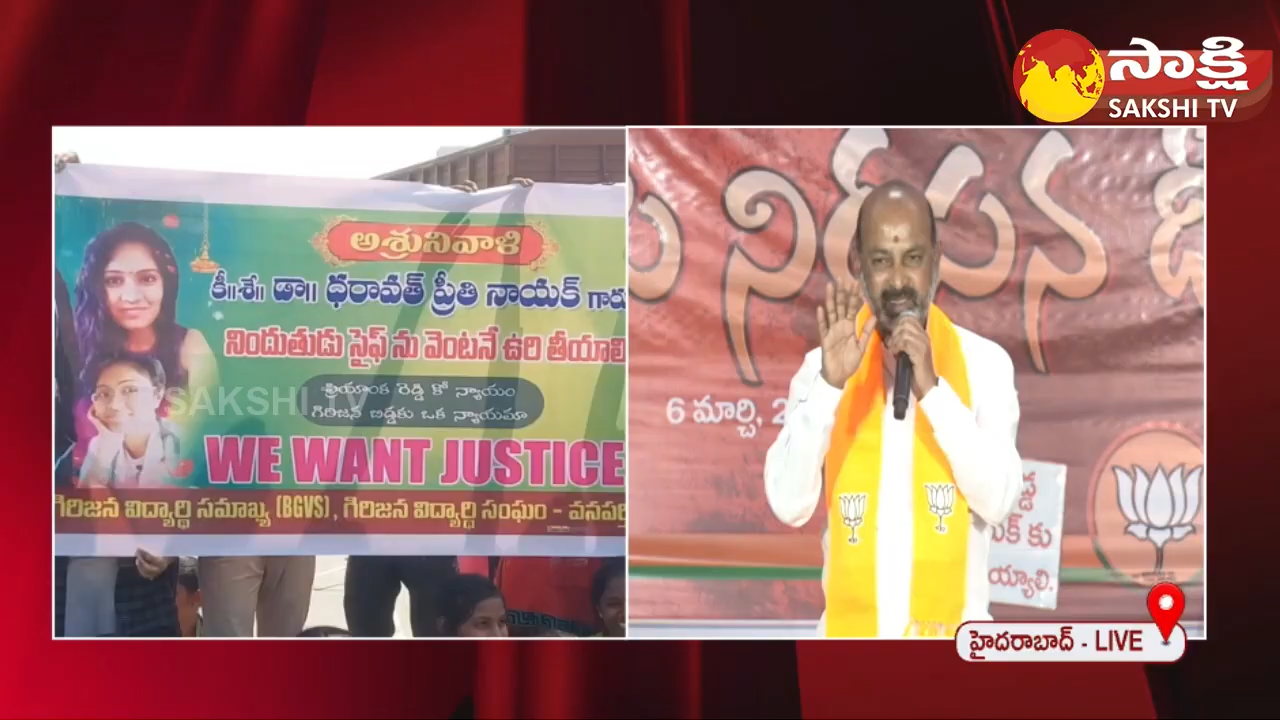 సాక్షి
SAKSHI TV
అశ్రునివాళి
కీ॥శే॥ డా॥ ధరావత్ ప్రీతి నాయక్ గారు
నిందుతుడు సైఫ్ ను వెంటనే ఉరి తీయాలి
ప్రియాంక రెడ్డి కో న్యాయం
గిరిజన బిడ్డకు ఒక న్యాయమా
WE WANT JUSTICE
గిరిజన విద్యార్థి సమాఖ్య (BGVS), గిరిజన విద్యార్థి సంఘం - వనపర్తి
SAKSHI TV
నిరసన దీ
6 మార్చి, 2
కు
య్యాలి.
హైదరాబాద్ - LIVE